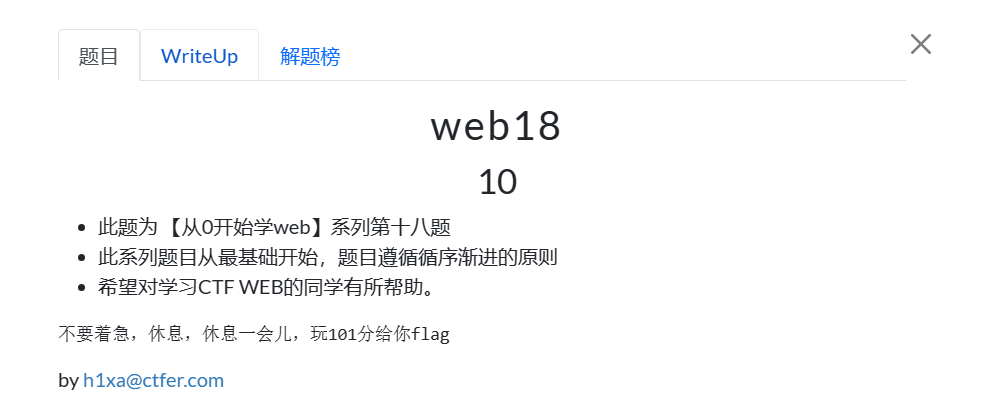 题目 WriteUp 解题榜
web18
10
此题为 【从0开始学web】系列第十八题
此系列题目从最基础开始，题目遵循循序渐进的原则
希望对学习CTF WEB的同学有所帮助。
不要着急，休息，休息一会儿，玩101分给你flag
by h1xa@ctfer.com